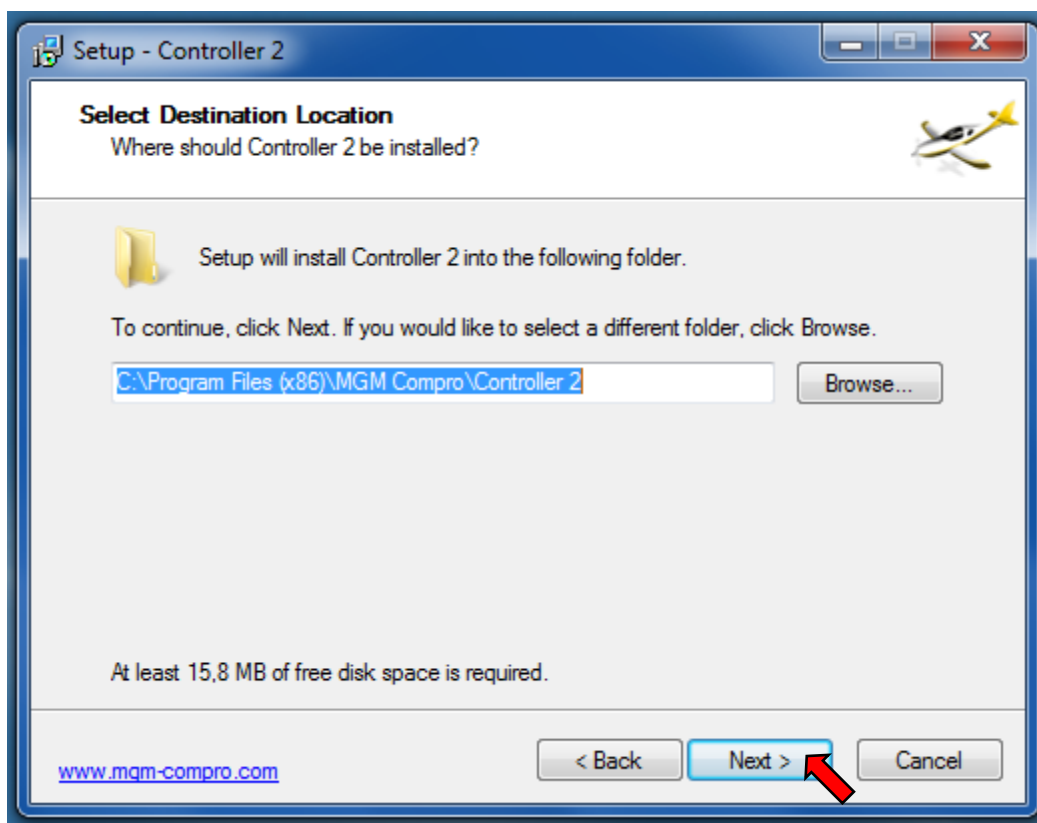 Setup - Controller 2
Select Destination Location
Where should Controller 2 be installed?
Setup will install Controller 2 into the following folder.
To continue, click Next. If you would like to select a different folder, click Browse.
C:\Program Files (x86)\MGM Compro\Controller 2
Browse...
At least 15,8 MB of free disk space is required.
www.mgm-compro.com
< Back
Next >
Cancel